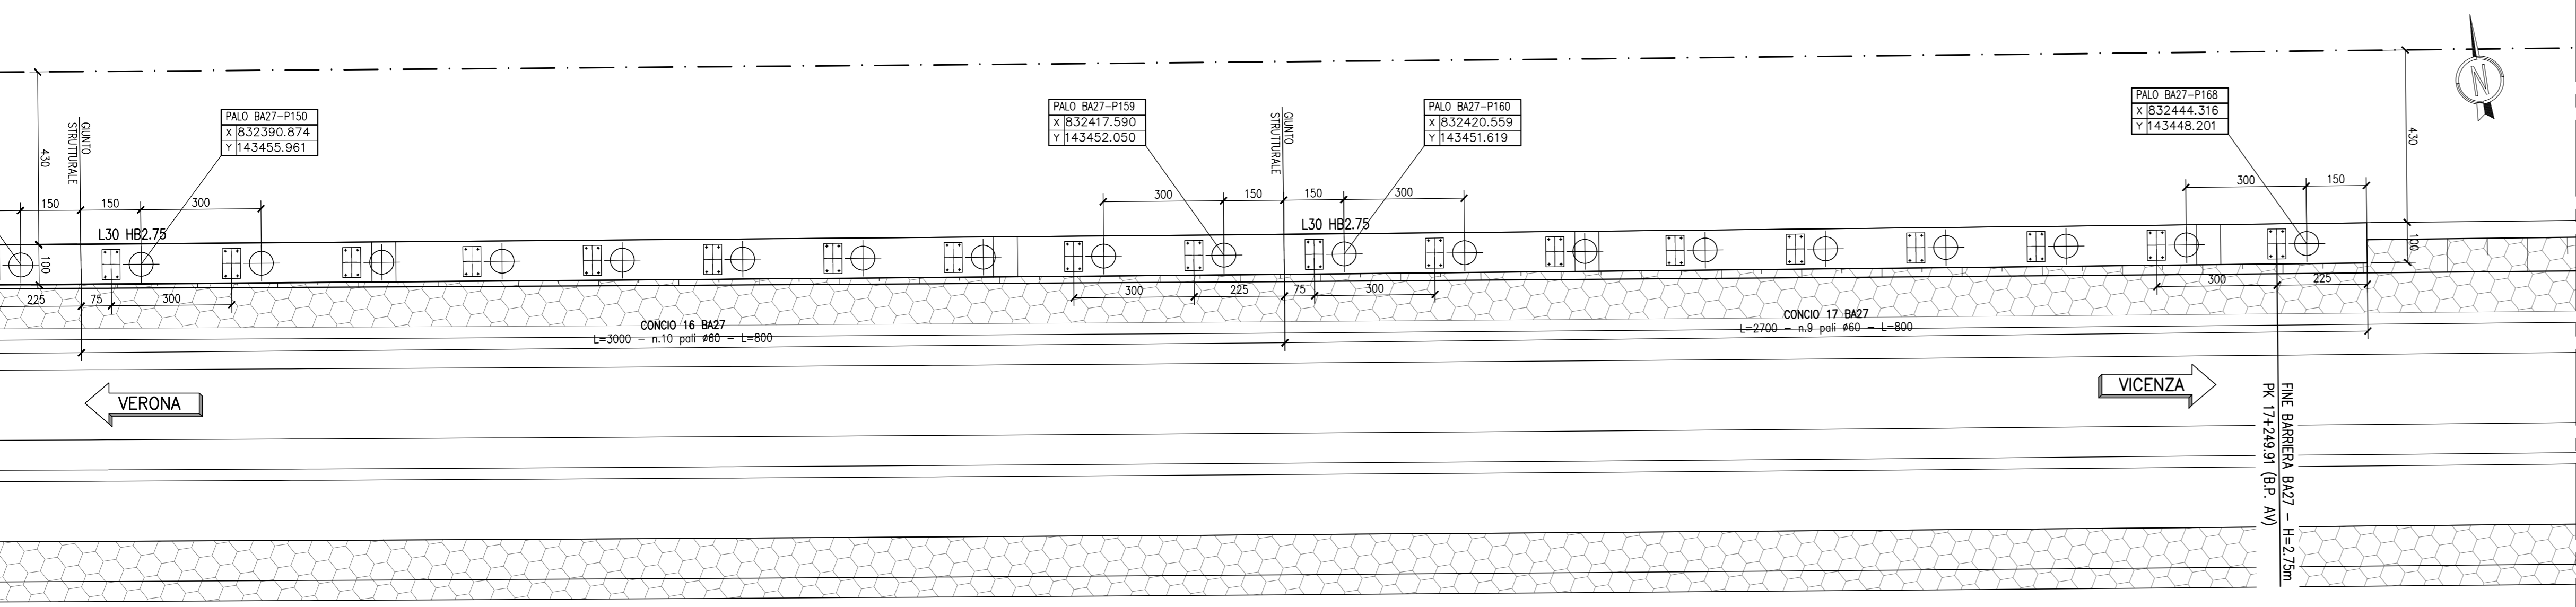 PALO BA27-P150
X 832390.874
Y 143455.961
PALO BA27-P159
X 832417.590
Y 143452.050
PALO BA27-P160
X 832420.559
Y 143451.619
PALO BA27-P168
X 832444.316
Y 143448.201
N
GIUNTO
STRUTTURALE
GIUNTO
STRUTTURALE
430
430
150
150
300
300
150
150
300
300
150
L30 HB2.75
L30 HB2.75
100
100
225
75
300
300
225
75
300
300
225
CONCIO 16 BA27
L=3000 - n.10 pali ø60 - L=800
CONCIO 17 BA27
L=2700 - n.9 pali ø60 - L=800
VERONA
VICENZA
FINE BARRIERA BA27 - H=2.75m
PK 17+249.91 (B.P. AV)